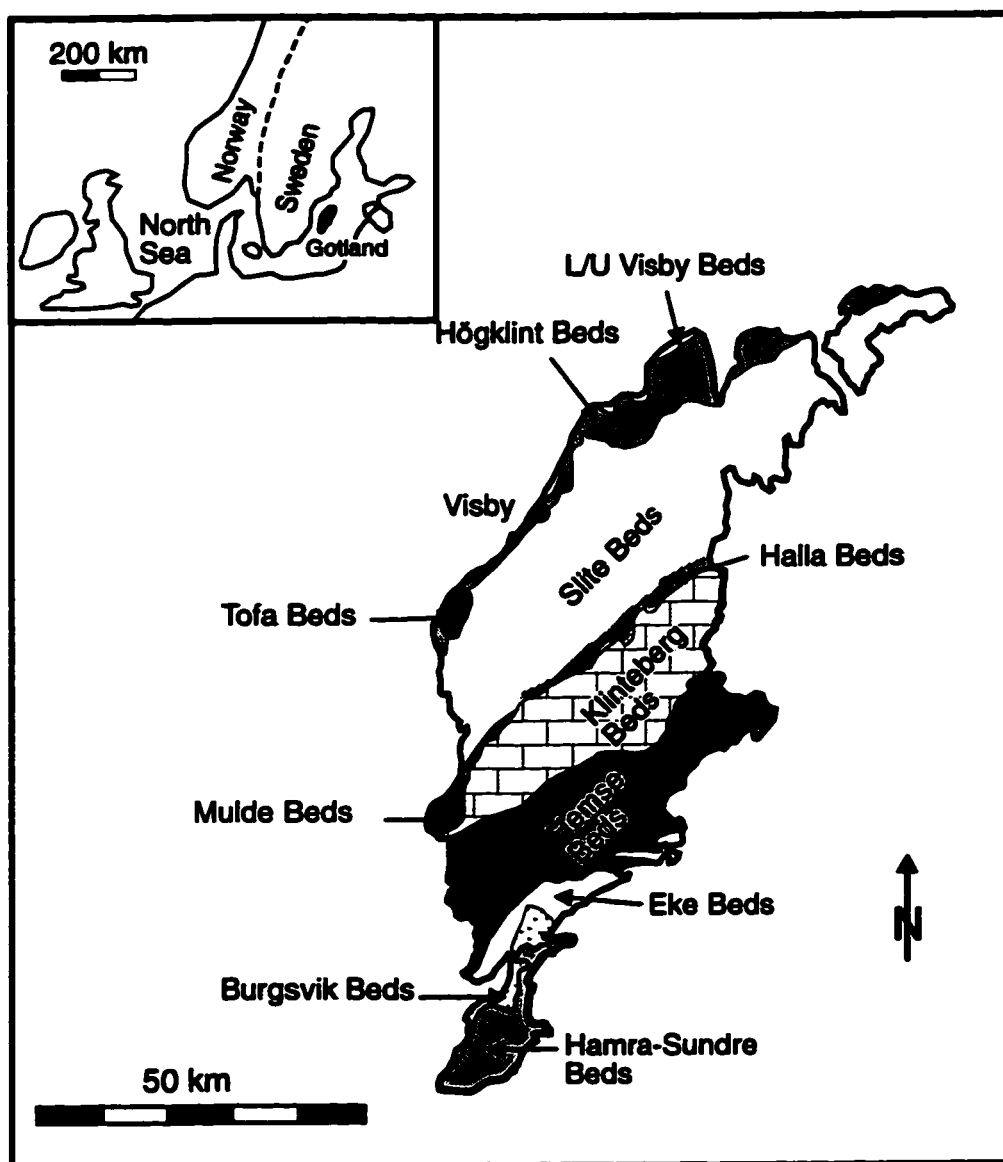 200 km
Norway
Sweden
North
Sea
Gotland
L/U Visby Beds
Högklint Beds
Visby
Slite Beds
Halla Beds
Tofa Beds
Klinteberg
Beds
Mulde Beds
Hemse
Beds
Eke Beds
N
Burgsvik Beds
Hamra-Sundre
Beds
50 km